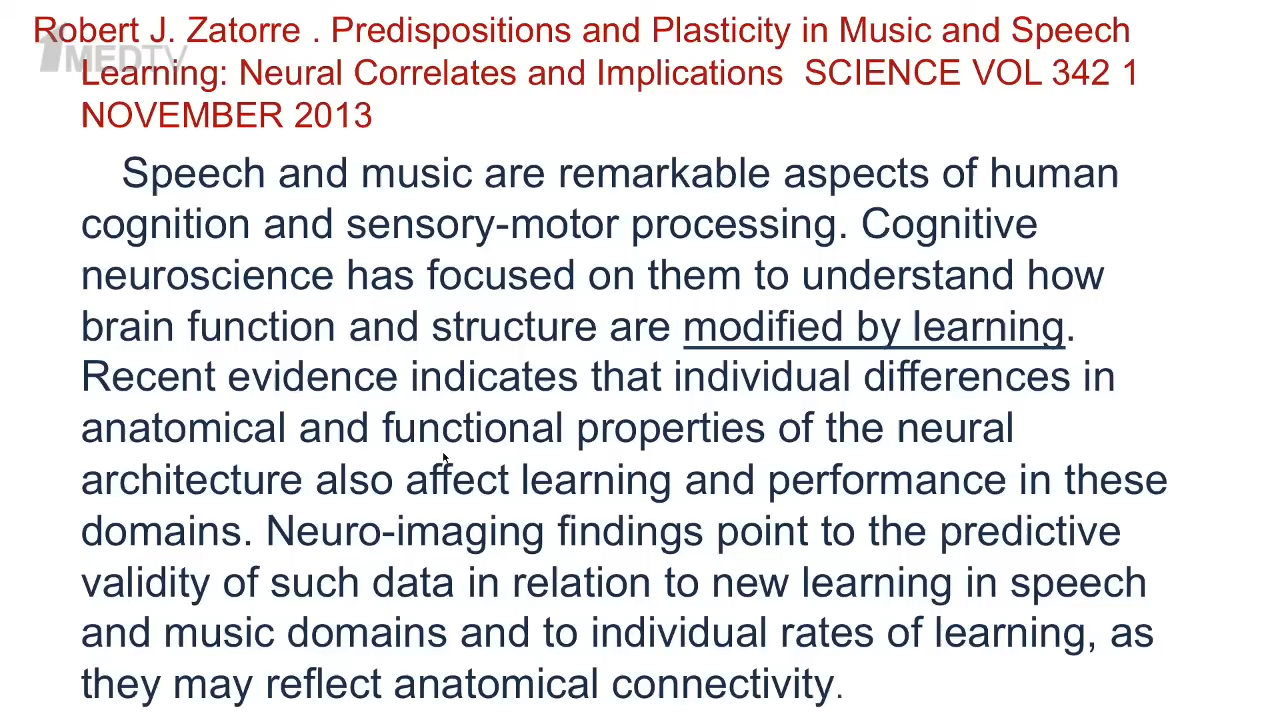 Robert J. Zatorre . Predispositions and Plasticity in Music and Speech
Learning: Neural Correlates and Implications SCIENCE VOL 342 1
NOVEMBER 2013
1MEDTV
Speech and music are remarkable aspects of human
cognition and sensory-motor processing. Cognitive
neuroscience has focused on them to understand how
brain function and structure are modified by learning.
Recent evidence indicates that individual differences in
anatomical and functional properties of the neural
architecture also affect learning and performance in these
domains. Neuro-imaging findings point to the predictive
validity of such data in relation to new learning in speech
and music domains and to individual rates of learning, as
they may reflect anatomical connectivity.